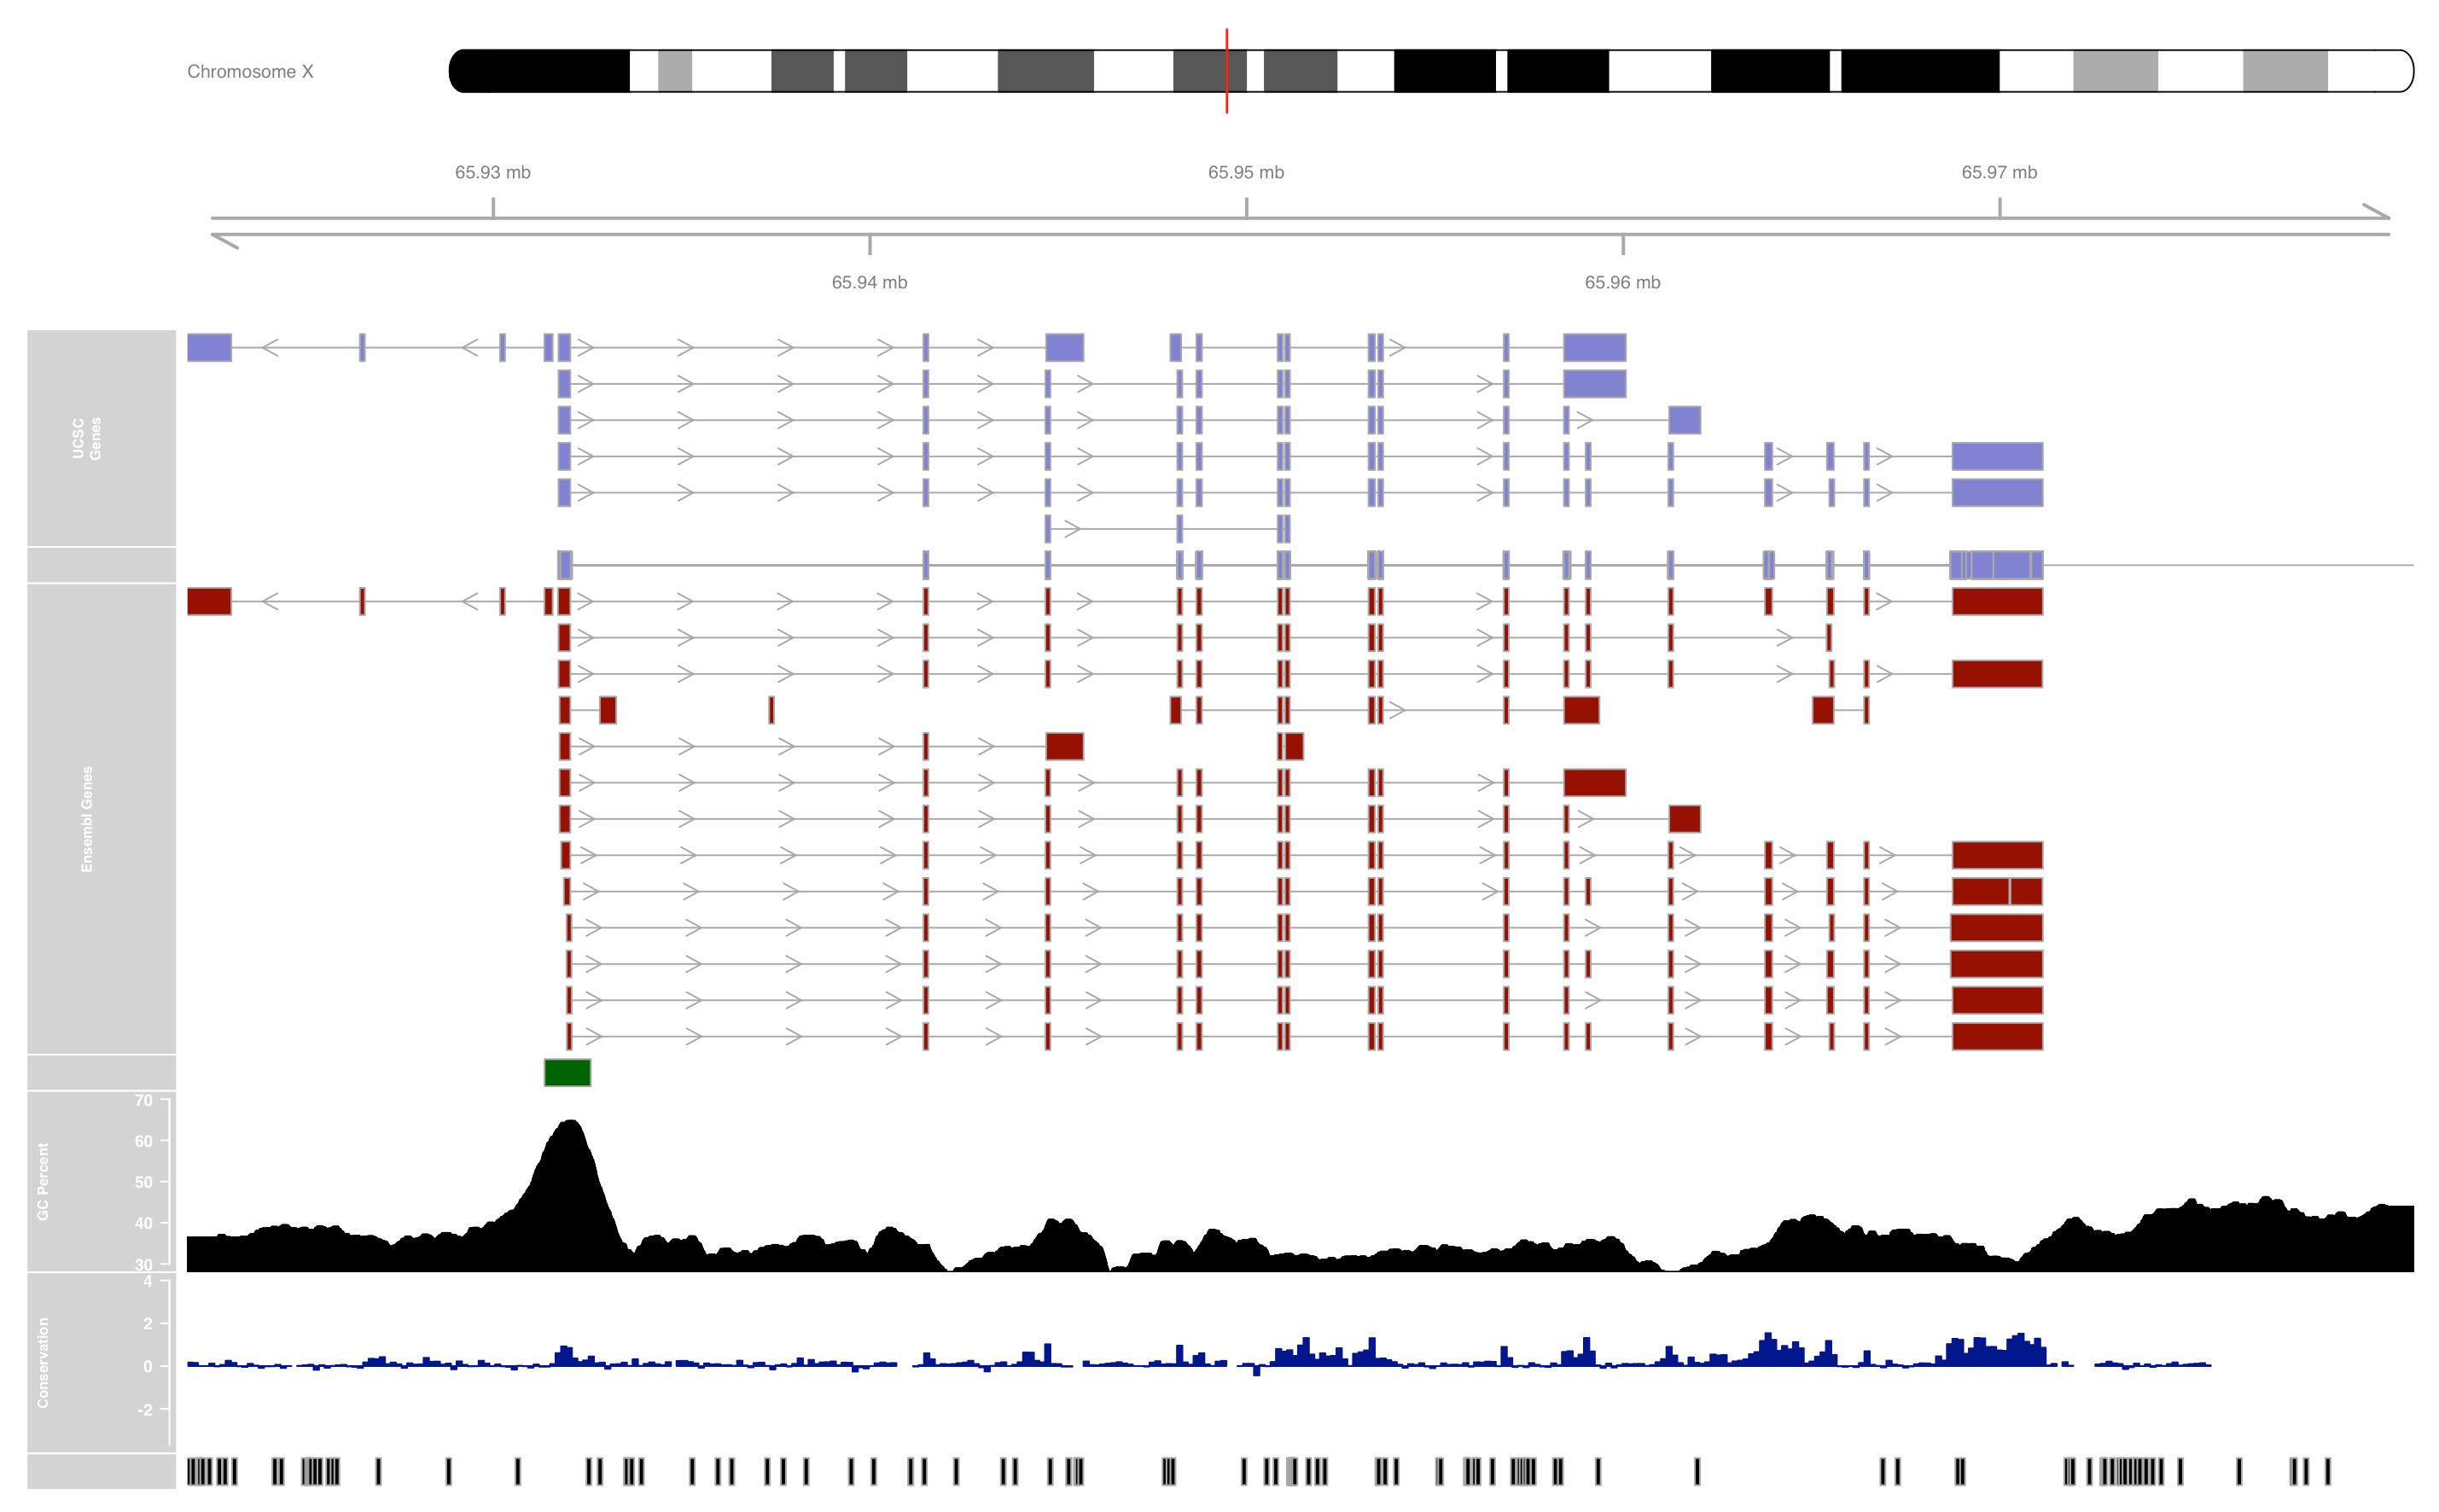 Chromosome X
65.93 mb
65.95 mb
65.97 mb
65.94 mb
65.96 mb
UCSC
Genes
Ensembl Genes
GC Percent
70
60
50
40
30
Conservation
4
2
0
-2